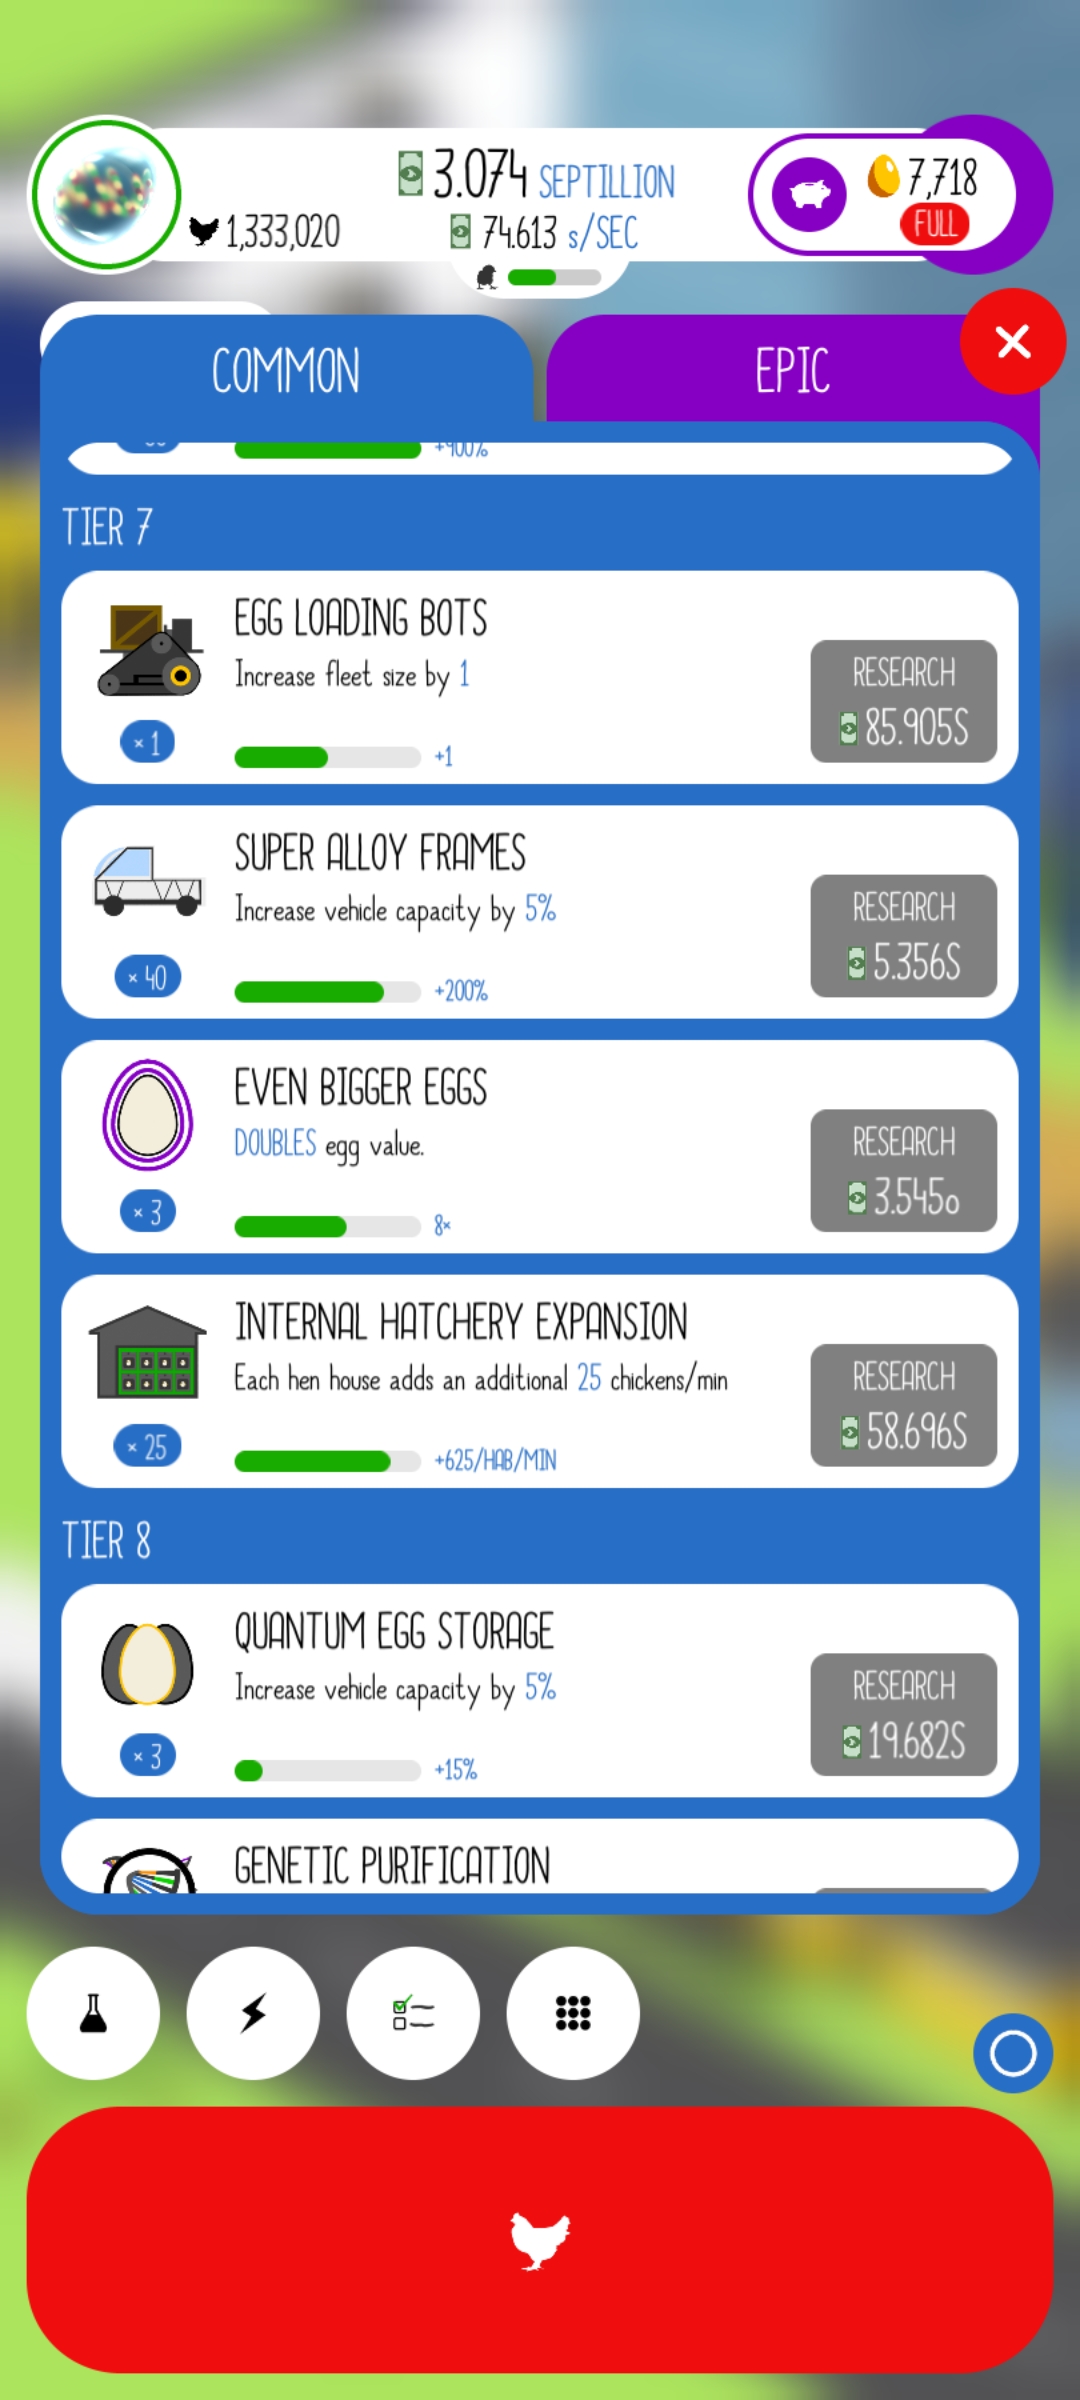 3.074 SEPTILLION
1,333,020
74.613 s/SEC
7,718
FULL
COMMON
EPIC
+900%
TIER 7
EGG LOADING BOTS
Increase fleet size by 1
RESEARCH
85.905S
× 1
+1
SUPER ALLOY FRAMES
Increase vehicle capacity by 5%
RESEARCH
5.356S
× 40
+200%
EVEN BIGGER EGGS
DOUBLES egg value.
RESEARCH
3.545o
× 3
8×
INTERNAL HATCHERY EXPANSION
Each hen house adds an additional 25 chickens/min
RESEARCH
58.696S
× 25
+625/HAB/MIN
TIER 8
QUANTUM EGG STORAGE
Increase vehicle capacity by 5%
RESEARCH
19.682S
× 3
+15%
GENETIC PURIFICATION